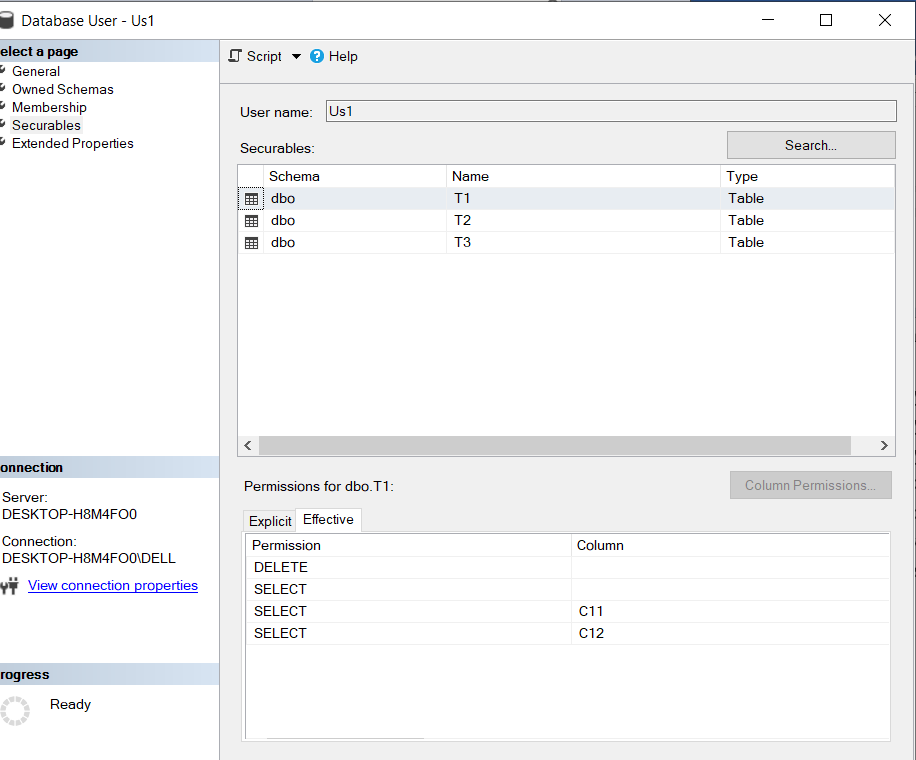 Database User - Us1
elect a page
General
Owned Schemas
Membership
Securables
Extended Properties
onnection
Server:
DESKTOP-H8M4FO0
Connection:
DESKTOP-H8M4FO0\DELL
View connection properties
rogress
Ready
Script Help
User name: Us1
Securables: Search...
Schema Name Type
dbo T1 Table
dbo T2 Table
dbo T3 Table
Permissions for dbo.T1: Column Permissions...
Explicit Effective
Permission Column
DELETE
SELECT
SELECT C11
SELECT C12